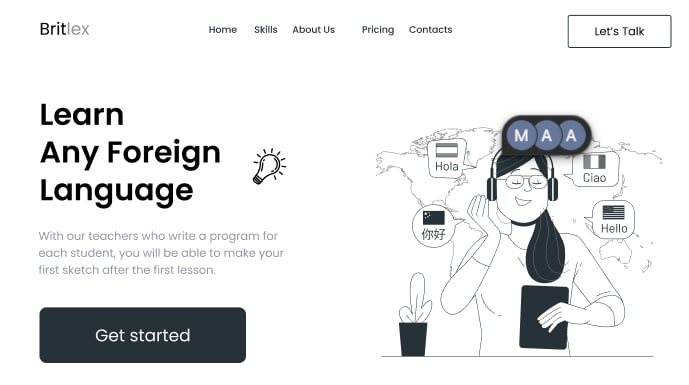 Britlex
Home Skills About Us Pricing Contacts
Let's Talk
Learn
Any Foreign
Language
With our teachers who write a program for
each student, you will be able to make your
first sketch after the first lesson.
Get started
M A A
Hola
Ciao
你好
Hello